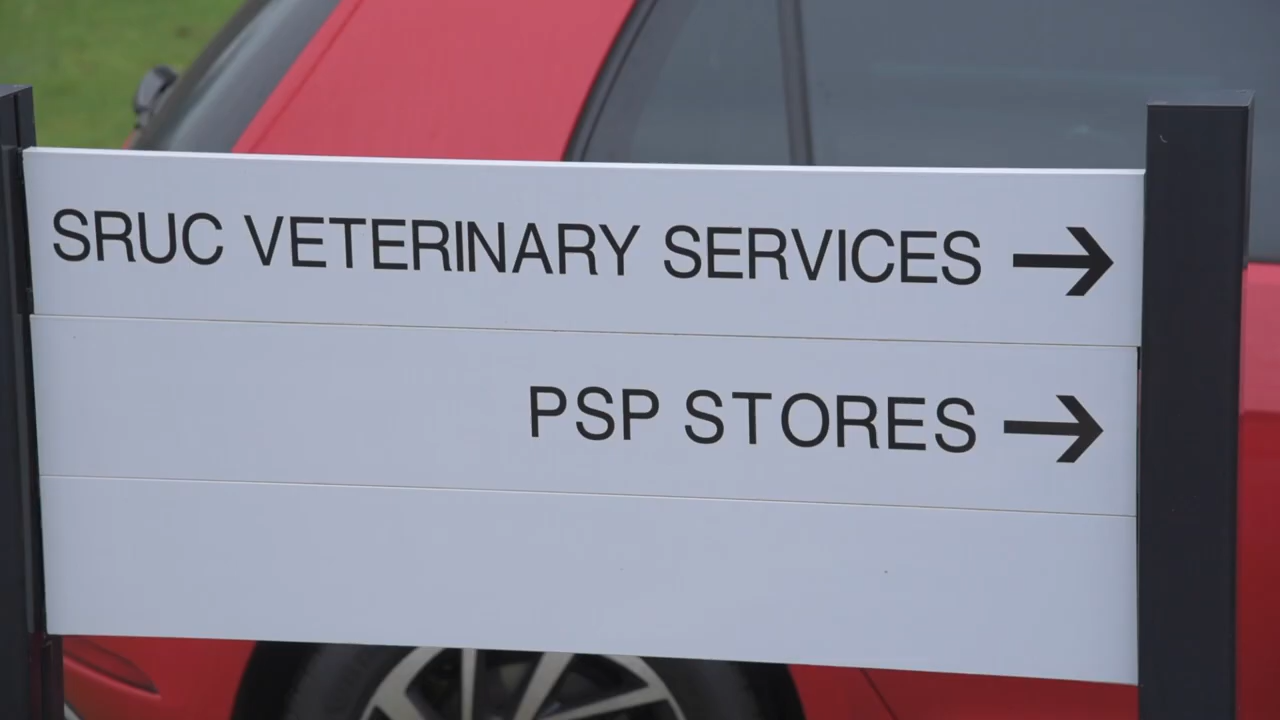 SRUC VETERINARY SERVICES →
PSP STORES →